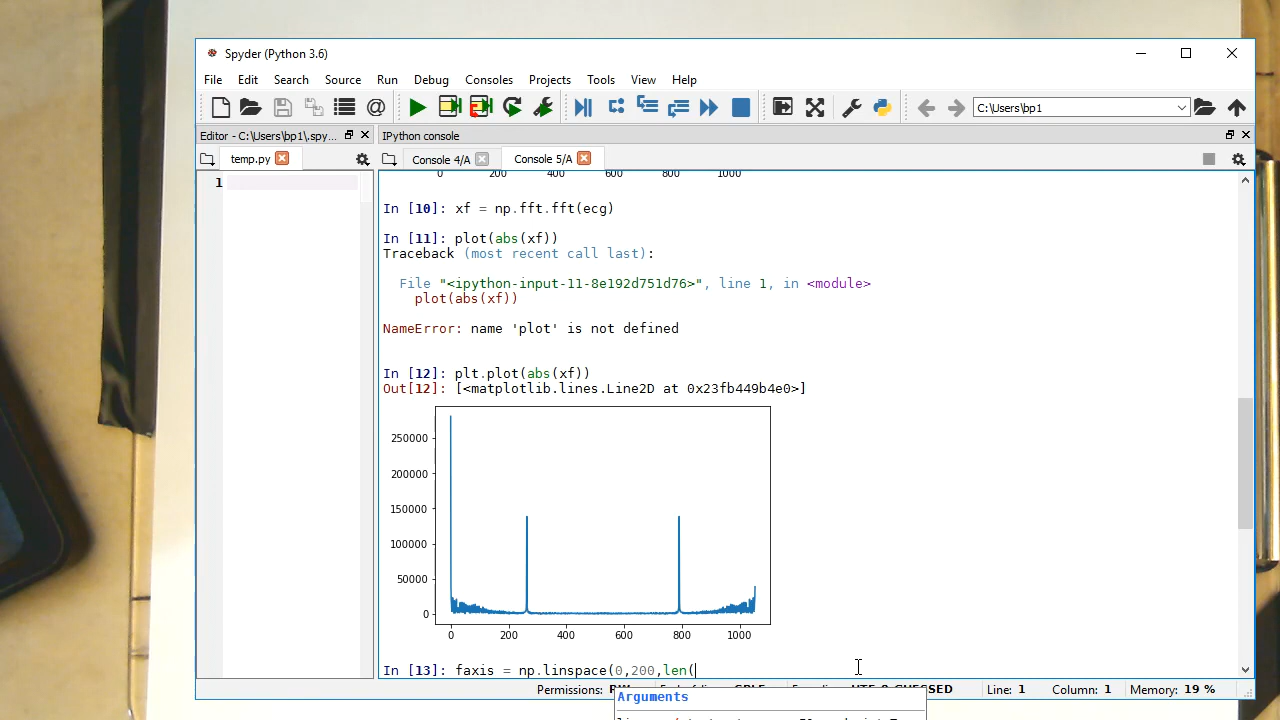 Spyder (Python 3.6)
File Edit Search Source Run Debug Consoles Projects Tools View Help
C:\Users\bp1
Editor - C:\Users\bp1\.spy... IPython console
temp.py Console 4/A Console 5/A
1
0 200 400 600 800 1000
In [10]: xf = np.fft.fft(ecg)
In [11]: plot(abs(xf))
Traceback (most recent call last):
File "<ipython-input-11-8e192d751d76>", line 1, in <module>
plot(abs(xf))
NameError: name 'plot' is not defined
In [12]: plt.plot(abs(xf))
Out[12]: [<matplotlib.lines.Line2D at 0x23fb449b4e0>]
250000
200000
150000
100000
50000
0
0 200 400 600 800 1000
In [13]: faxis = np.linspace(0,200,len(
Permissions: Line: 1 Column: 1 Memory: 19 %
Arguments